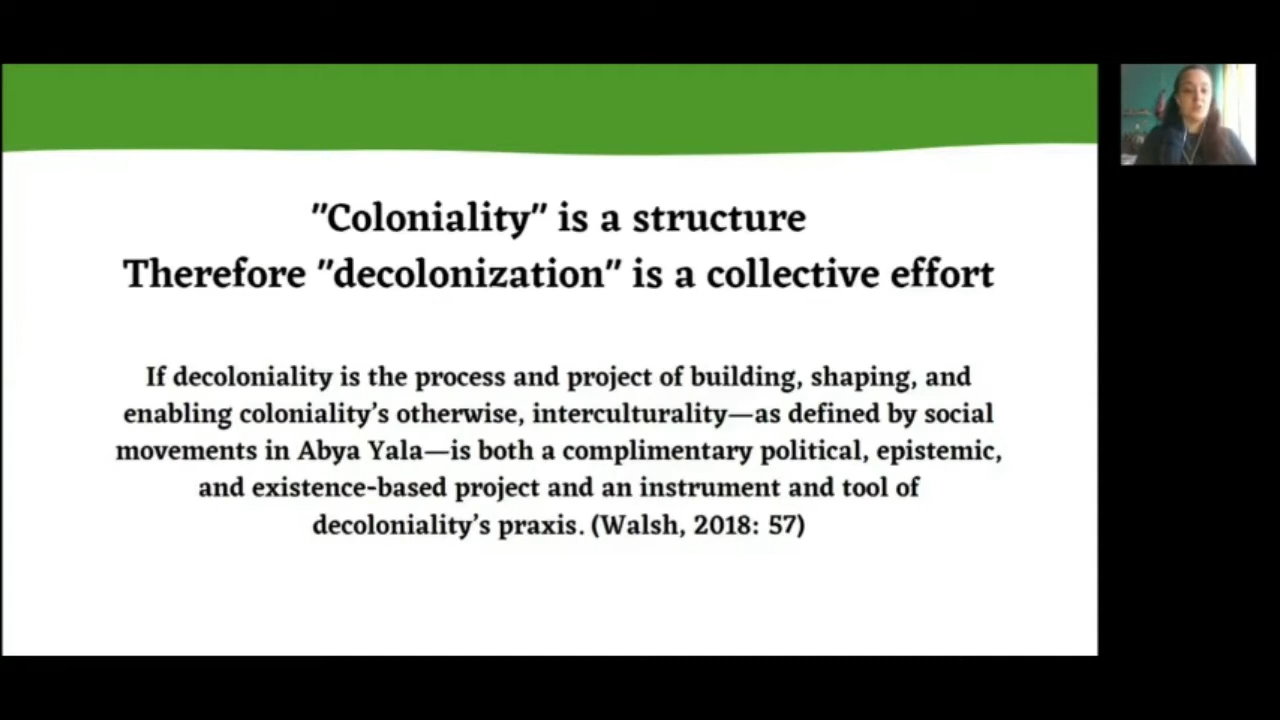 "Coloniality" is a structure
Therefore "decolonization" is a collective effort
If decoloniality is the process and project of building, shaping, and
enabling coloniality's otherwise, interculturality—as defined by social
movements in Abya Yala—is both a complimentary political, epistemic,
and existence-based project and an instrument and tool of
decoloniality's praxis. (Walsh, 2018: 57)